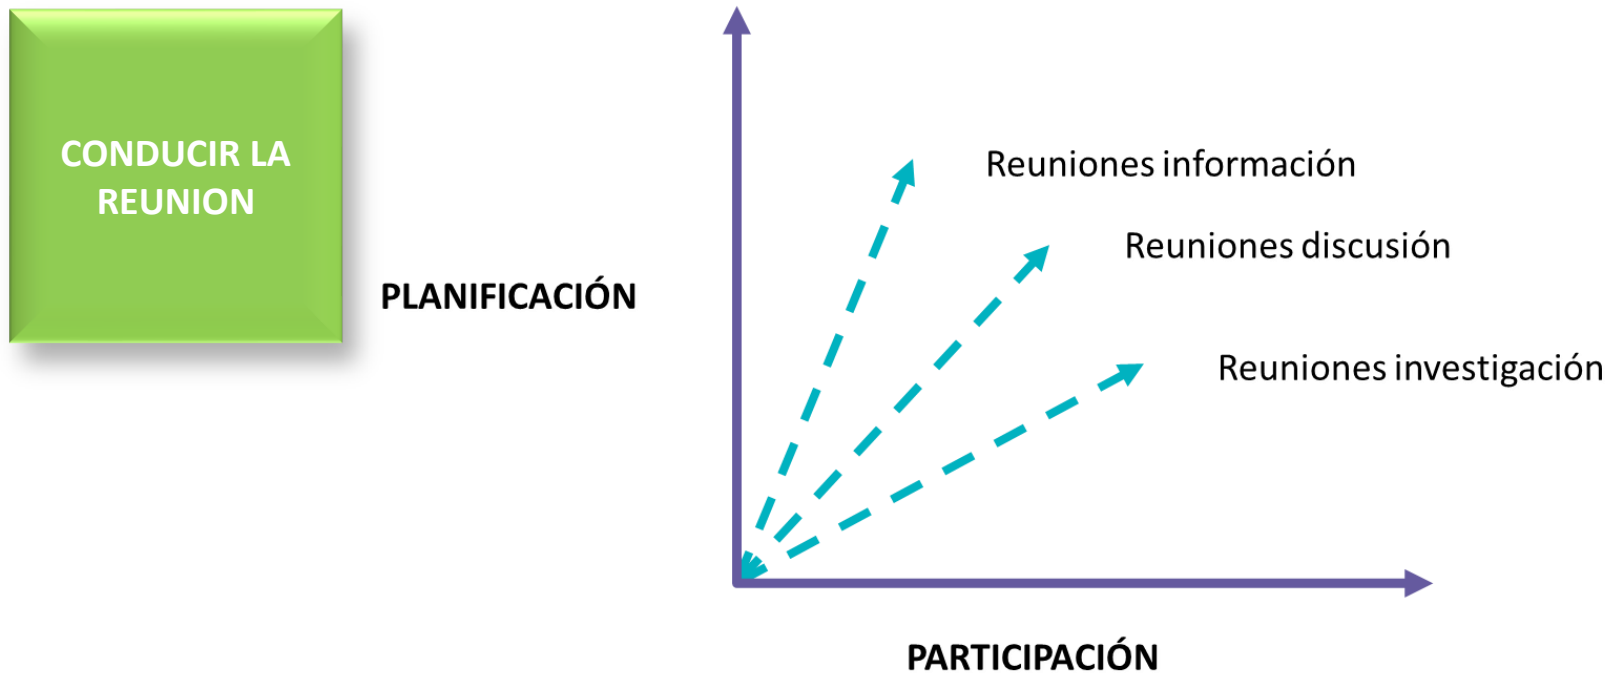 CONDUCIR LA
REUNION
Reuniones información
Reuniones discusión
PLANIFICACIÓN
Reuniones investigación
PARTICIPACIÓN